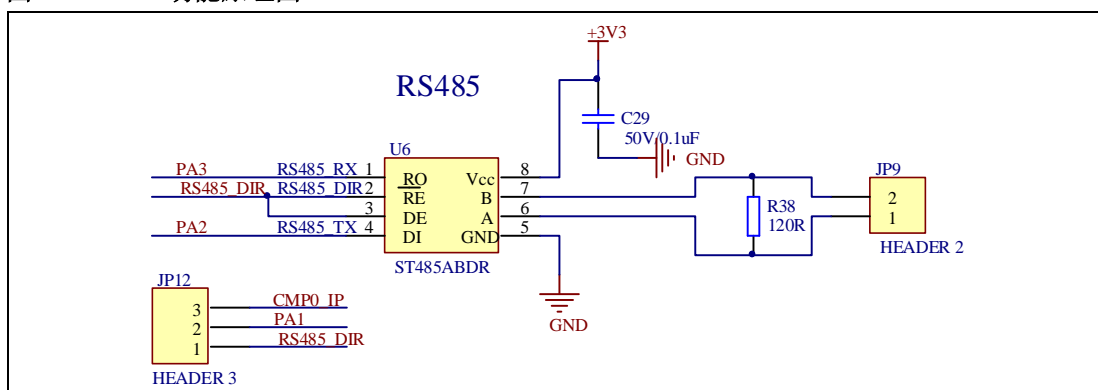 +3V3
RS485
C29
50V/0.1uF
GND
U6
PA3 RS485_RX 1 RO Vcc 8
RS485_DIR RS485_DIR 2 RE B 7
3 DE A 6
PA2 RS485_TX 4 DI GND 5
ST485ABDR
R38
120R
JP9
2
1
HEADER 2
GND
JP12
3 CMP0_IP
2 PA1
1 RS485_DIR
HEADER 3